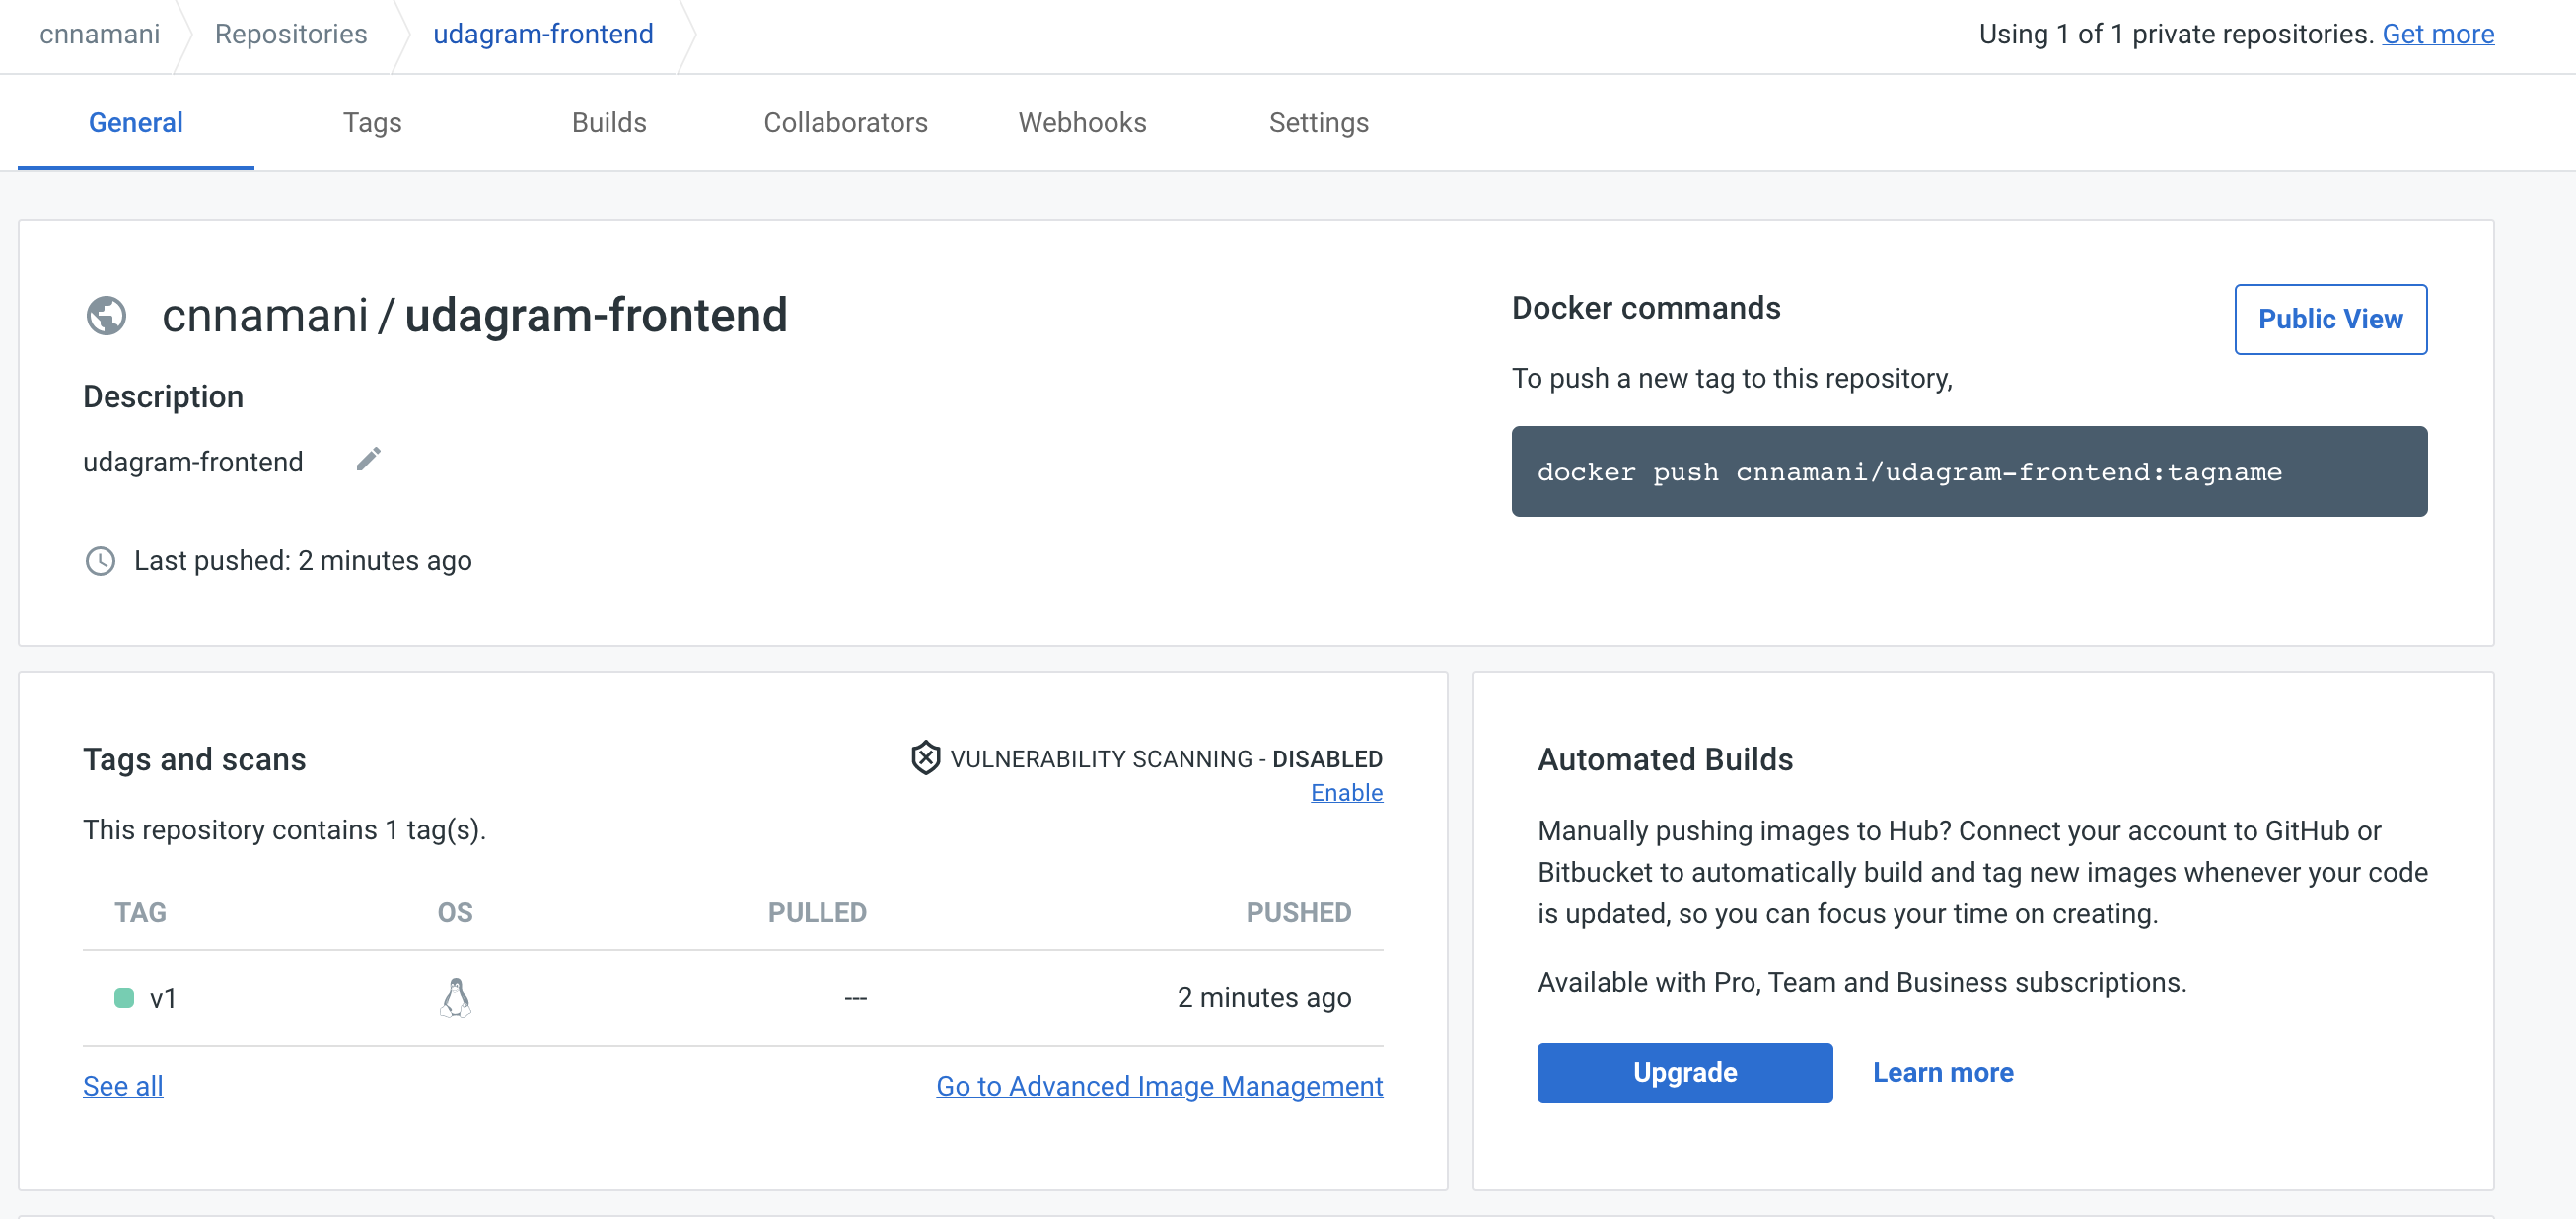 cnnamani
Repositories
udagram-frontend
Using 1 of 1 private repositories. Get more
General
Tags
Builds
Collaborators
Webhooks
Settings
cnnamani / udagram-frontend
Description
udagram-frontend
Last pushed: 2 minutes ago
Docker commands
Public View
To push a new tag to this repository,
docker push cnnamani/udagram-frontend:tagname
Tags and scans
VULNERABILITY SCANNING - DISABLED
Enable
This repository contains 1 tag(s).
TAG OS PULLED PUSHED
v1 --- 2 minutes ago
See all
Go to Advanced Image Management
Automated Builds
Manually pushing images to Hub? Connect your account to GitHub or
Bitbucket to automatically build and tag new images whenever your code
is updated, so you can focus your time on creating.
Available with Pro, Team and Business subscriptions.
Upgrade
Learn more